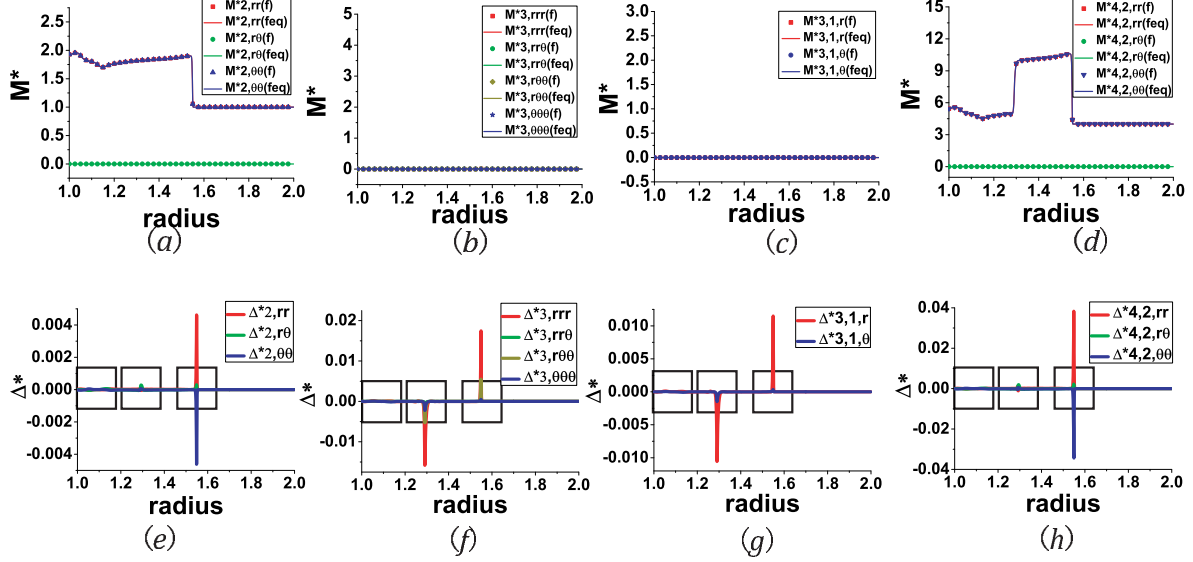 M*2,rr(f)
M*2,rr(feq)
M*2,rθ(f)
M*2,rθ(feq)
M*2,θθ(f)
M*2,θθ(feq)
M*
2.5
2.0
1.5
1.0
0.5
0.0
1.0 1.2 1.4 1.6 1.8 2.0
radius
(a)
M*3,rrr(f)
M*3,rrr(feq)
M*3,rrθ(f)
M*3,rrθ(feq)
M*3,rθθ(f)
M*3,rθθ(feq)
M*3,θθθ(f)
M*3,θθθ(feq)
M*
5
4
3
2
1
0
1.0 1.2 1.4 1.6 1.8 2.0
radius
(b)
M*3,1,r(f)
M*3,1,r(feq)
M*3,1,θ(f)
M*3,1,θ(feq)
M*
3.0
2.5
2.0
1.5
1.0
0.5
0.0
-0.5
1.0 1.2 1.4 1.6 1.8 2.0
radius
(c)
M*4,2,rr(f)
M*4,2,rr(feq)
M*4,2,rθ(f)
M*4,2,rθ(feq)
M*4,2,θθ(f)
M*4,2,θθ(feq)
M*
15
12
9
6
3
0
1.0 1.2 1.4 1.6 1.8 2.0
radius
(d)
Δ*2,rr
Δ*2,rθ
Δ*2,θθ
Δ*
0.004
0.002
0.000
-0.002
-0.004
1.0 1.2 1.4 1.6 1.8 2.0
radius
(e)
Δ*3,rrr
Δ*3,rrθ
Δ*3,rθθ
Δ*3,θθθ
Δ*
0.02
0.01
0.00
-0.01
1.0 1.2 1.4 1.6 1.8 2.0
radius
(f)
Δ*3,1,r
Δ*3,1,θ
Δ*
0.010
0.005
0.000
-0.005
-0.010
1.0 1.2 1.4 1.6 1.8 2.0
radius
(g)
Δ*4,2,rr
Δ*4,2,rθ
Δ*4,2,θθ
Δ*
0.04
0.02
0.00
-0.02
-0.04
1.0 1.2 1.4 1.6 1.8 2.0
radius
(h)